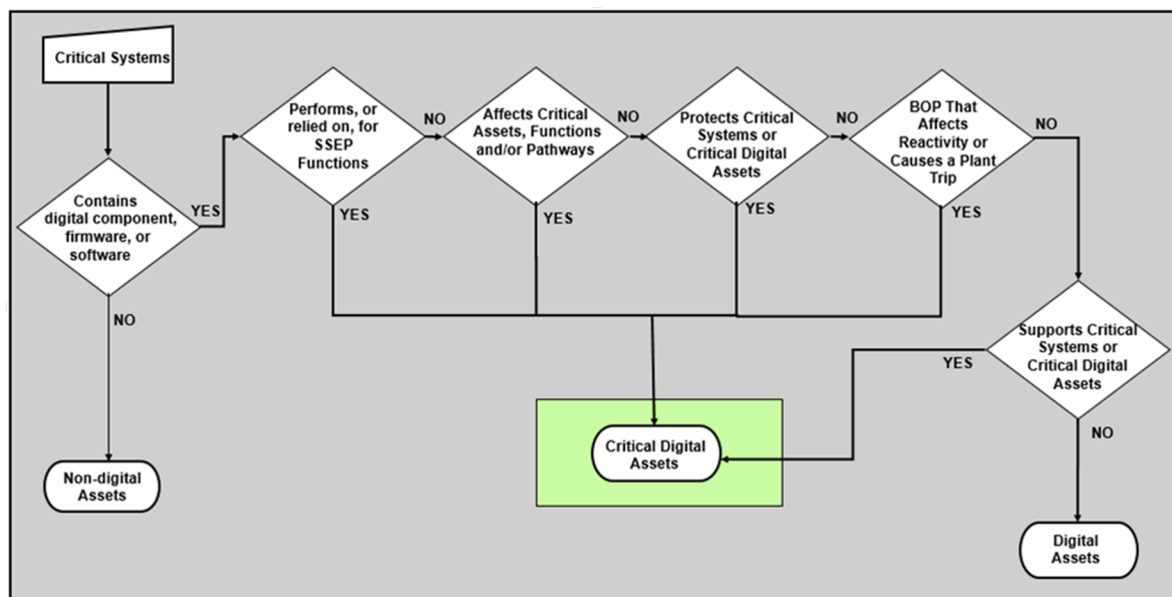 Critical Systems
Contains
digital component,
firmware, or
software
YES
NO
Non-digital
Assets
Performs, or
relied on, for
SSEP
Functions
NO
YES
Affects Critical
Assets, Functions
and/or Pathways
NO
YES
Protects Critical
Systems or
Critical Digital
Assets
NO
YES
BOP That
Affects
Reactivity or
Causes a Plant
Trip
NO
YES
Supports Critical
Systems or
Critical Digital
Assets
YES
NO
Critical Digital
Assets
Digital
Assets